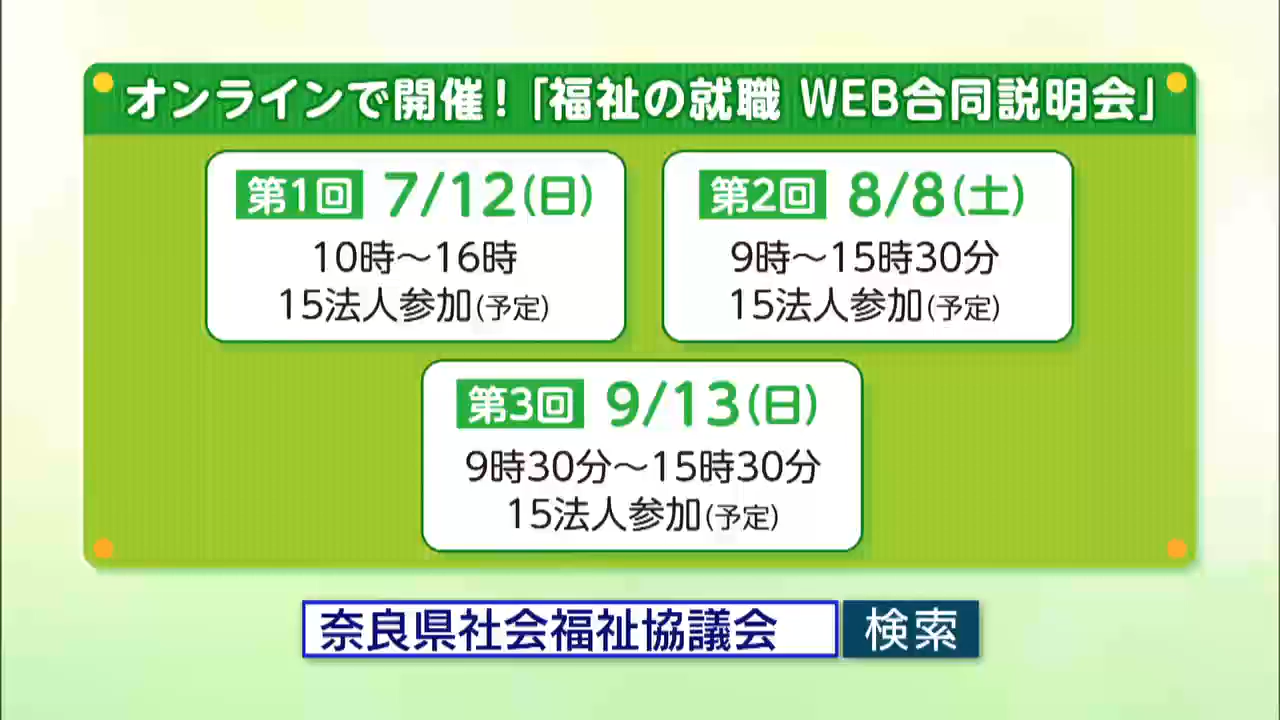 オンラインで開催！「福祉の就職 WEB合同説明会」
第1回 7/12(日)
10時～16時
15法人参加(予定)
第2回 8/8(土)
9時～15時30分
15法人参加(予定)
第3回 9/13(日)
9時30分～15時30分
15法人参加(予定)
奈良県社会福祉協議会 検索